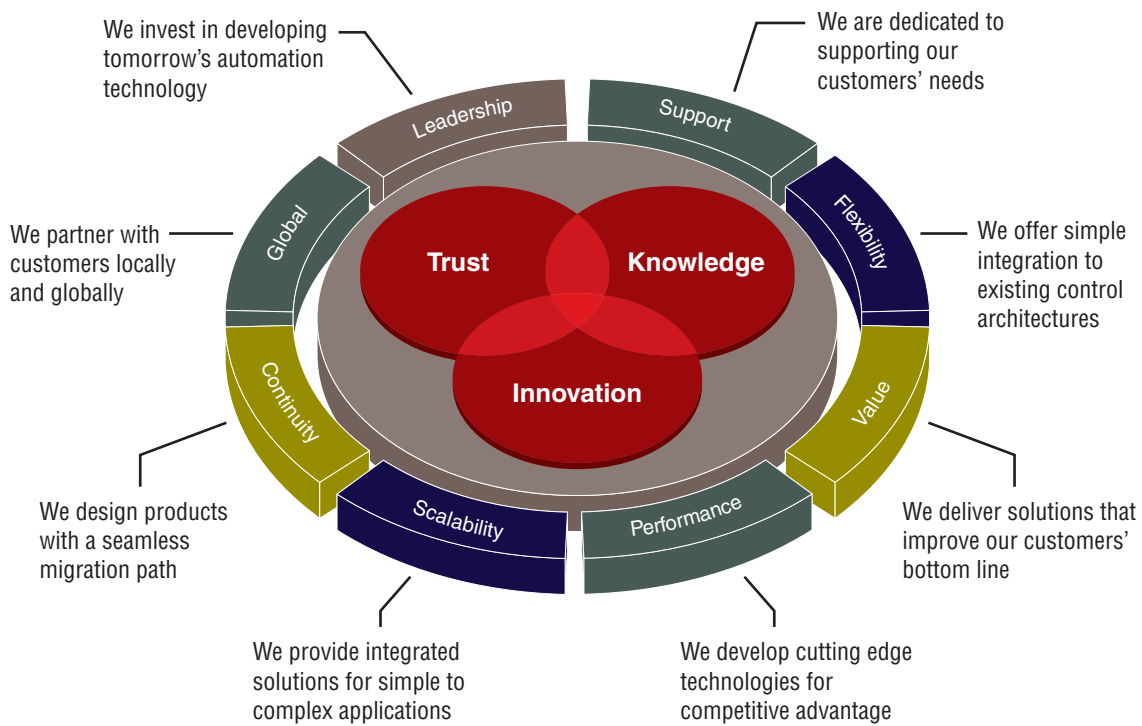 We invest in developing
tomorrow’s automation
technology
We are dedicated to
supporting our
customers’ needs
Leadership
Support
Global
Flexibility
We partner with
customers locally
and globally
Trust
Knowledge
We offer simple
integration to
existing control
architectures
Innovation
Continuity
Value
Scalability
Performance
We design products
with a seamless
migration path
We deliver solutions that
improve our customers’
bottom line
We provide integrated
solutions for simple to
complex applications
We develop cutting edge
technologies for
competitive advantage